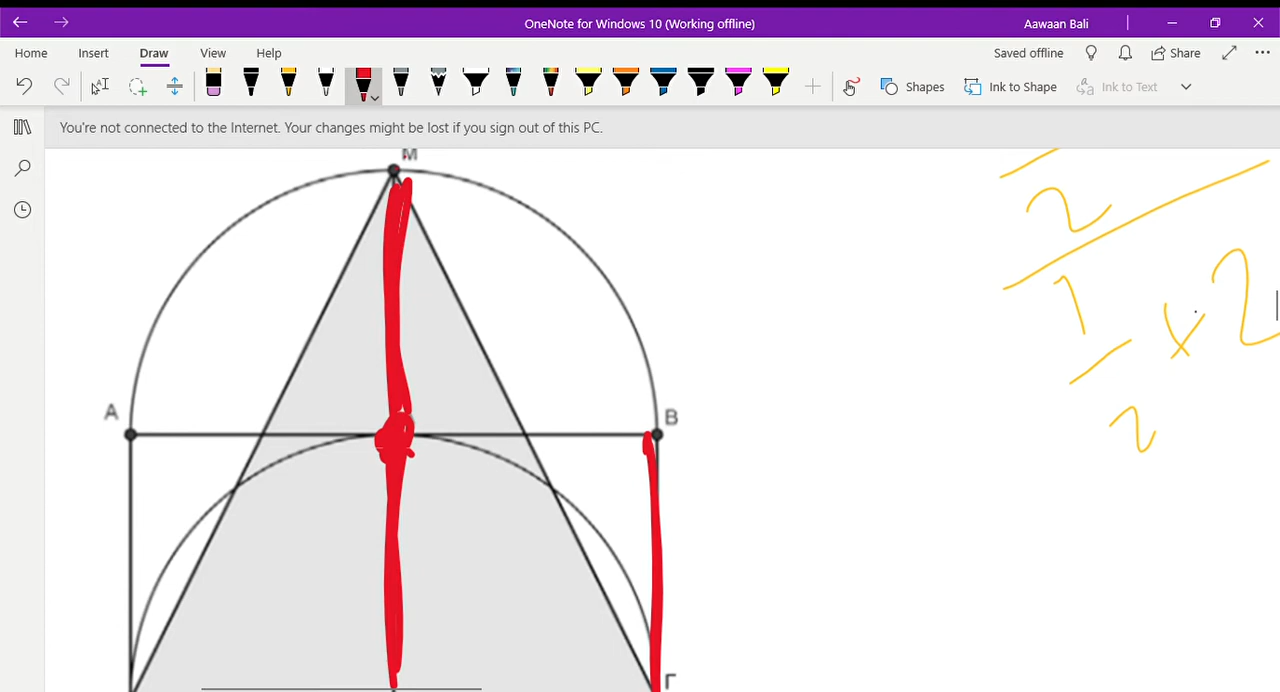 OneNote for Windows 10 (Working offline)
Aawaan Bali
Home Insert Draw View Help
Saved offline
Share
Shapes
Ink to Shape
Ink to Text
You're not connected to the Internet. Your changes might be lost if you sign out of this PC.
M
A
B
Γ
2
1
× 2
2